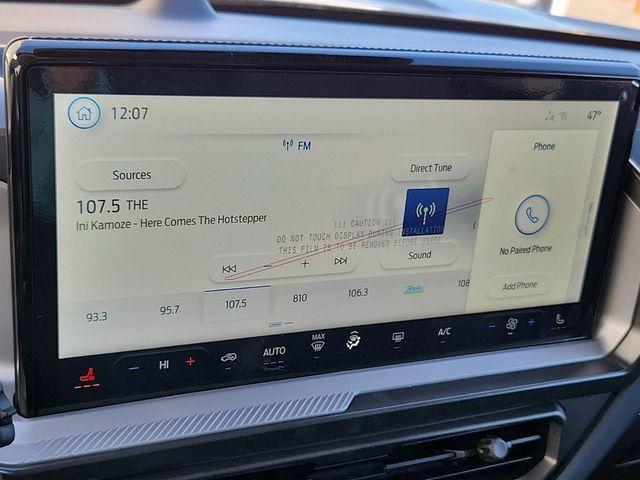 12:07
47°
FM
Phone
Sources
Direct Tune
107.5 THE
Ini Kamoze - Here Comes The Hotstepper
!!! CAUTION !!!
DO NOT TOUCH DISPLAY DURING INSTALLATION
THIS FILM IS TO BE REMOVED BEFORE USAGE
Sound
No Paired Phone
Add Phone
93.3
95.7
107.5
810
106.3
108
HI
AUTO
MAX
A/C